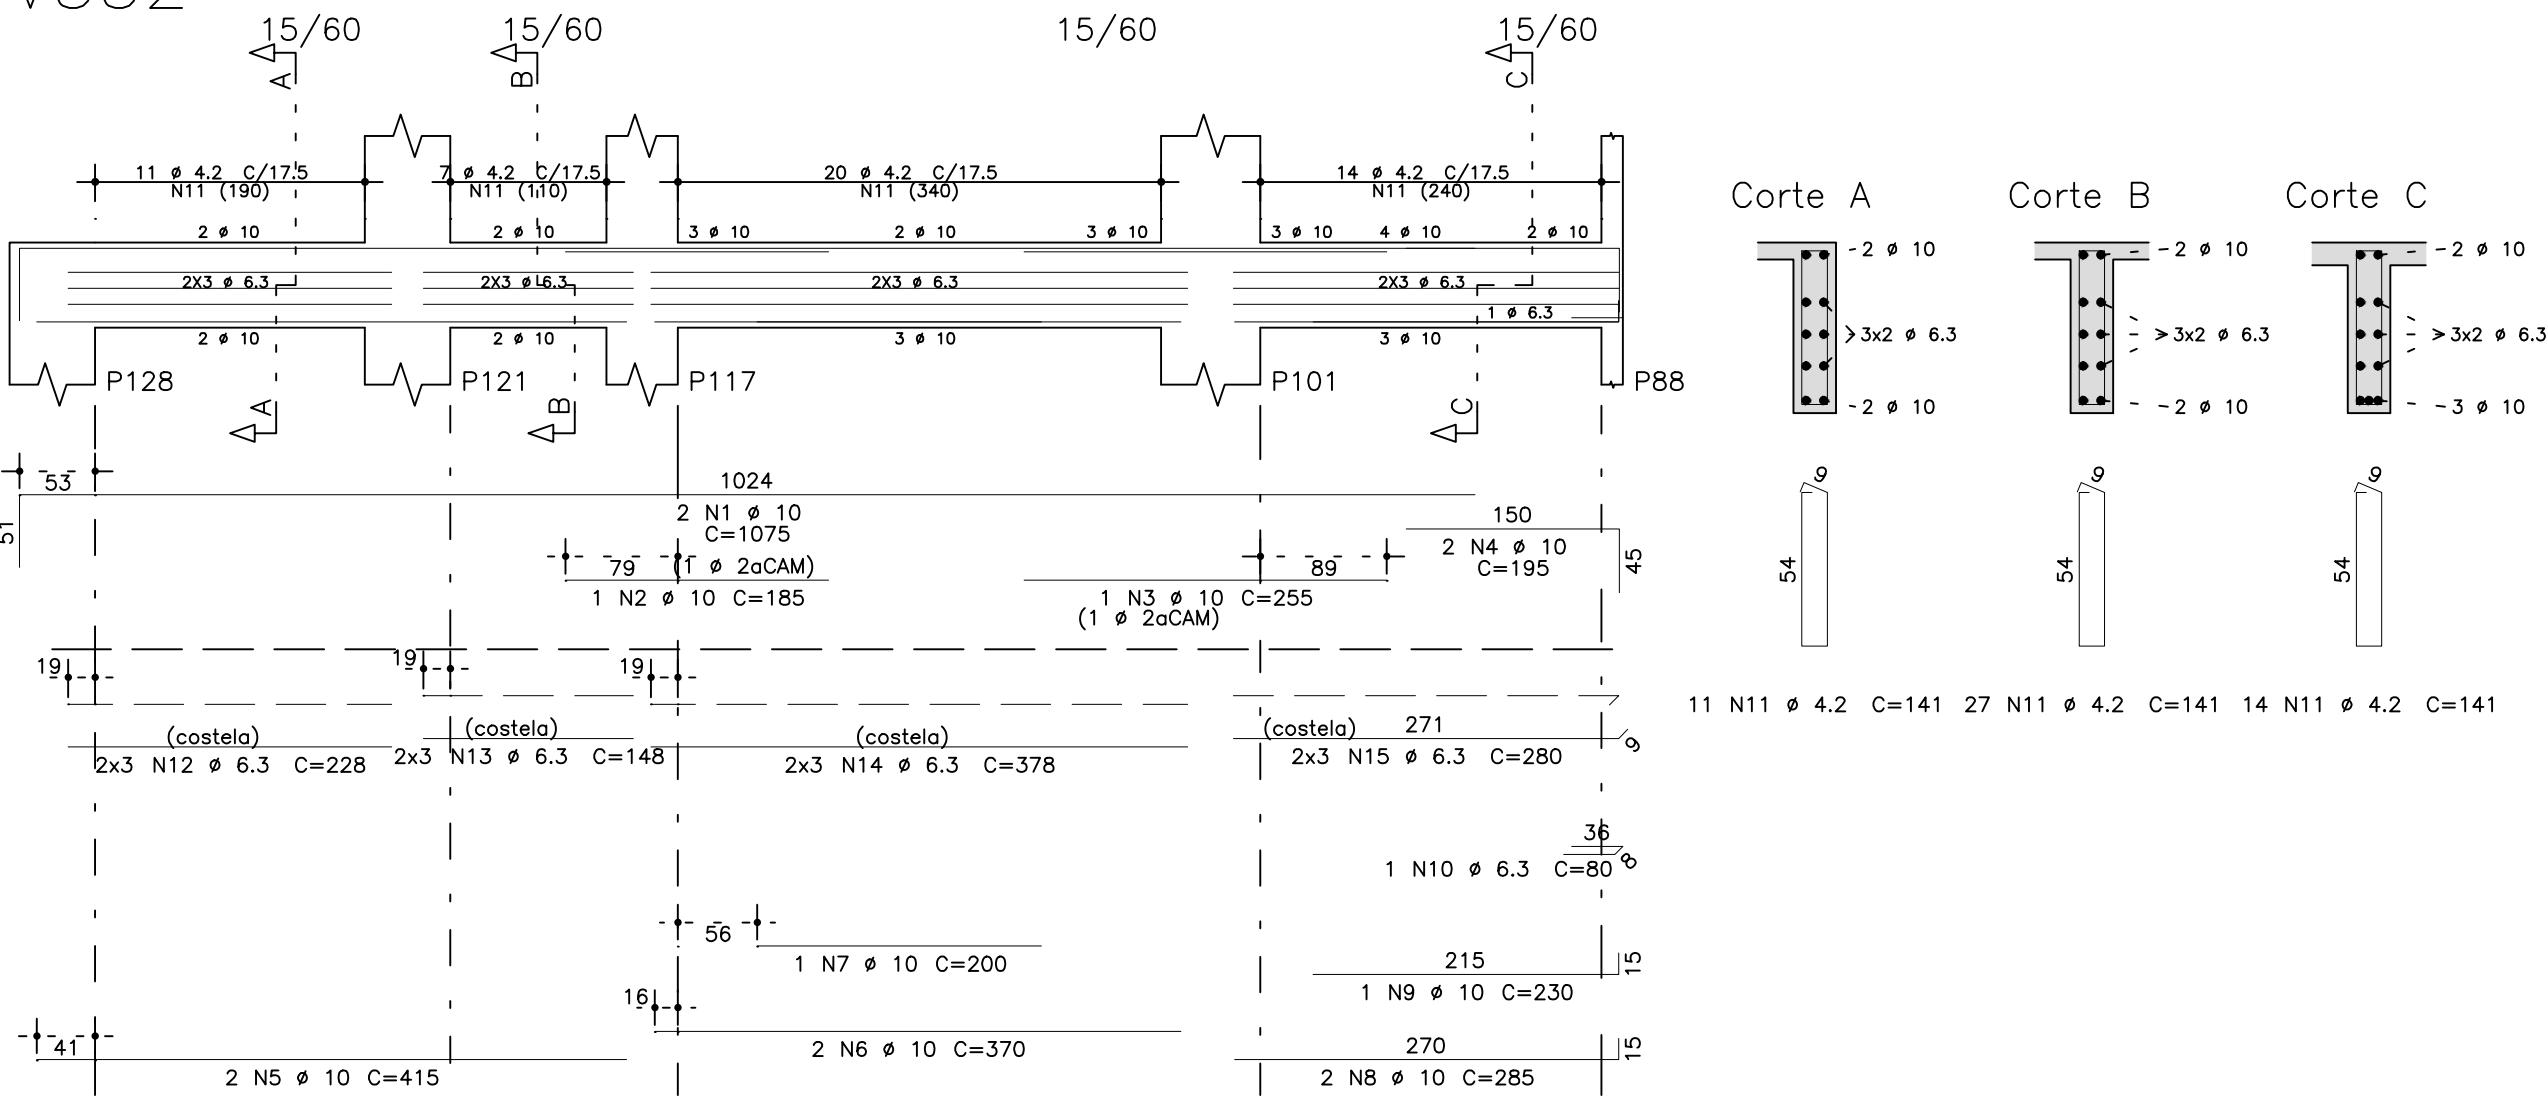 15/60 15/60 15/60 15/60
A B C
11 ø 4.2 C/17.5 7 ø 4.2 C/17.5 20 ø 4.2 C/17.5 14 ø 4.2 C/17.5
N11 (190) N11 (110) N11 (340) N11 (240)
Corte A Corte B Corte C
2 ø 10 2 ø 10 3 ø 10 2 ø 10 3 ø 10 3 ø 10 4 ø 10 2 ø 10
2 ø 10 2 ø 10 2 ø 10
2X3 ø 6.3 2X3 ø 6.3 2X3 ø 6.3 2X3 ø 6.3
1 ø 6.3
3x2 ø 6.3 3x2 ø 6.3 3x2 ø 6.3
2 ø 10 2 ø 10 3 ø 10 3 ø 10
P128 P121 P117 P101 P88
A B C
2 ø 10 2 ø 10 3 ø 10
53
1024
51
2 N1 ø 10
C=1075
150
2 N4 ø 10
C=195
45
79 (1 ø 2aCAM)
1 N2 ø 10 C=185
89
1 N3 ø 10 C=255
(1 ø 2aCAM)
9 9 9
54 54 54
11 N11 ø 4.2 C=141 27 N11 ø 4.2 C=141 14 N11 ø 4.2 C=141
19 19 19
(costela) (costela) (costela) (costela) 271
9
2x3 N12 ø 6.3 C=228 2x3 N13 ø 6.3 C=148 2x3 N14 ø 6.3 C=378 2x3 N15 ø 6.3 C=280
36
1 N10 ø 6.3 C=80 8
56
1 N7 ø 10 C=200
215
15
1 N9 ø 10 C=230
16
2 N6 ø 10 C=370
41
2 N5 ø 10 C=415
270
15
2 N8 ø 10 C=285